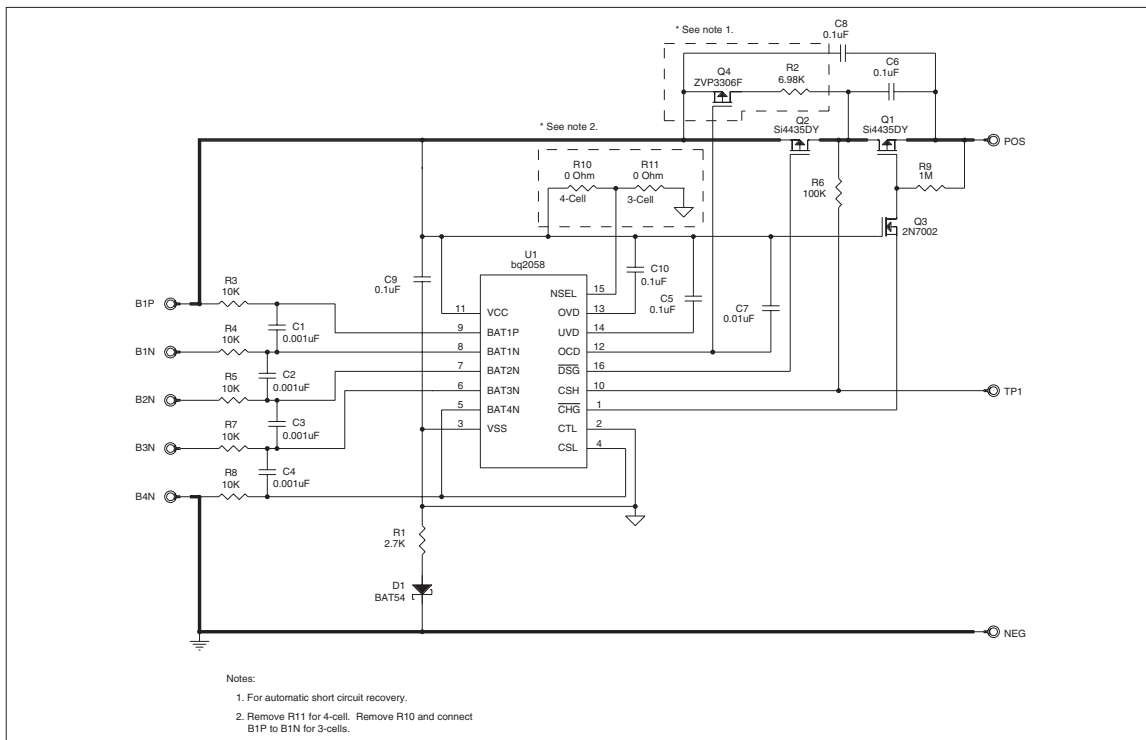 * See note 1.
C8
0.1uF
C6
0.1uF
Q4
ZVP3306F
R2
6.98K
Q2
Si4435DY
Q1
Si4435DY
POS
* See note 2.
R10
0 Ohm
4-Cell
R11
0 Ohm
3-Cell
R6
100K
R9
1M
Q3
2N7002
U1
bq2058
C9
0.1uF
C10
0.1uF
C5
0.1uF
C7
0.01uF
B1P
R3
10K
C1
0.001uF
B1N
R4
10K
C2
0.001uF
B2N
R5
10K
C3
0.001uF
B3N
R7
10K
C4
0.001uF
B4N
R8
10K
11 VCC
9 BAT1P
8 BAT1N
7 BAT2N
6 BAT3N
5 BAT4N
3 VSS
NSEL 15
OVD 13
UVD 14
OCD 12
DSG 16
CSH 10
CHG 1
CTL 2
CSL 4
TP1
R1
2.7K
D1
BAT54
NEG
Notes:
1. For automatic short circuit recovery.
2. Remove R11 for 4-cell. Remove R10 and connect
B1P to B1N for 3-cells.